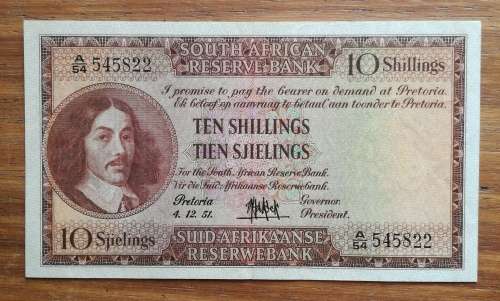 A/54 545822
SOUTH AFRICAN
RESERVE BANK
10 Shillings
I promise to pay the bearer on demand at Pretoria.
Ek beloof op aanvraag te betaal aan toonder te Pretoria.
TEN SHILLINGS
TIEN SJIELINGS
For the South African Reserve Bank.
Vir die Suid-Afrikaanse Reserwebank.
Pretoria
4.12.51.
Governor.
President.
10 Sjielings
SUID-AFRIKAANSE
RESERWEBANK
A/54 545822